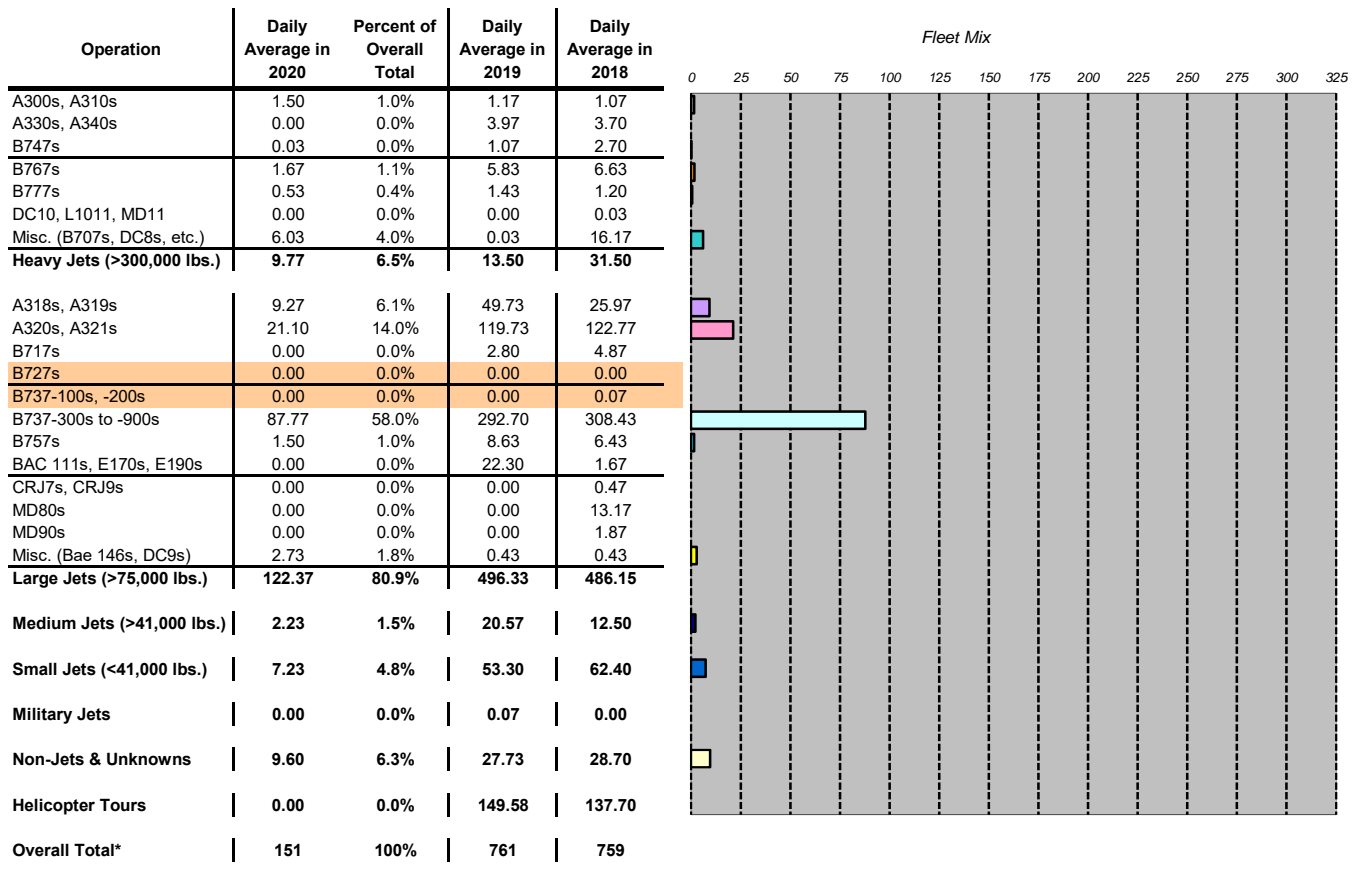 Operation Daily Average in 2020 Percent of Overall Total Daily Average in 2019 Daily Average in 2018
Fleet Mix
0 25 50 75 100 125 150 175 200 225 250 275 300 325
A300s, A310s 1.50 1.0% 1.17 1.07
A330s, A340s 0.00 0.0% 3.97 3.70
B747s 0.03 0.0% 1.07 2.70
B767s 1.67 1.1% 5.83 6.63
B777s 0.53 0.4% 1.43 1.20
DC10, L1011, MD11 0.00 0.0% 0.00 0.03
Misc. (B707s, DC8s, etc.) 6.03 4.0% 0.03 16.17
Heavy Jets (>300,000 lbs.) 9.77 6.5% 13.50 31.50
A318s, A319s 9.27 6.1% 49.73 25.97
A320s, A321s 21.10 14.0% 119.73 122.77
B717s 0.00 0.0% 2.80 4.87
B727s 0.00 0.0% 0.00 0.00
B737-100s, -200s 0.00 0.0% 0.00 0.07
B737-300s to -900s 87.77 58.0% 292.70 308.43
B757s 1.50 1.0% 8.63 6.43
BAC 111s, E170s, E190s 0.00 0.0% 22.30 1.67
CRJ7s, CRJ9s 0.00 0.0% 0.00 0.47
MD80s 0.00 0.0% 0.00 13.17
MD90s 0.00 0.0% 0.00 1.87
Misc. (Bae 146s, DC9s) 2.73 1.8% 0.43 0.43
Large Jets (>75,000 lbs.) 122.37 80.9% 496.33 486.15
Medium Jets (>41,000 lbs.) 2.23 1.5% 20.57 12.50
Small Jets (<41,000 lbs.) 7.23 4.8% 53.30 62.40
Military Jets 0.00 0.0% 0.07 0.00
Non-Jets & Unknowns 9.60 6.3% 27.73 28.70
Helicopter Tours 0.00 0.0% 149.58 137.70
Overall Total* 151 100% 761 759